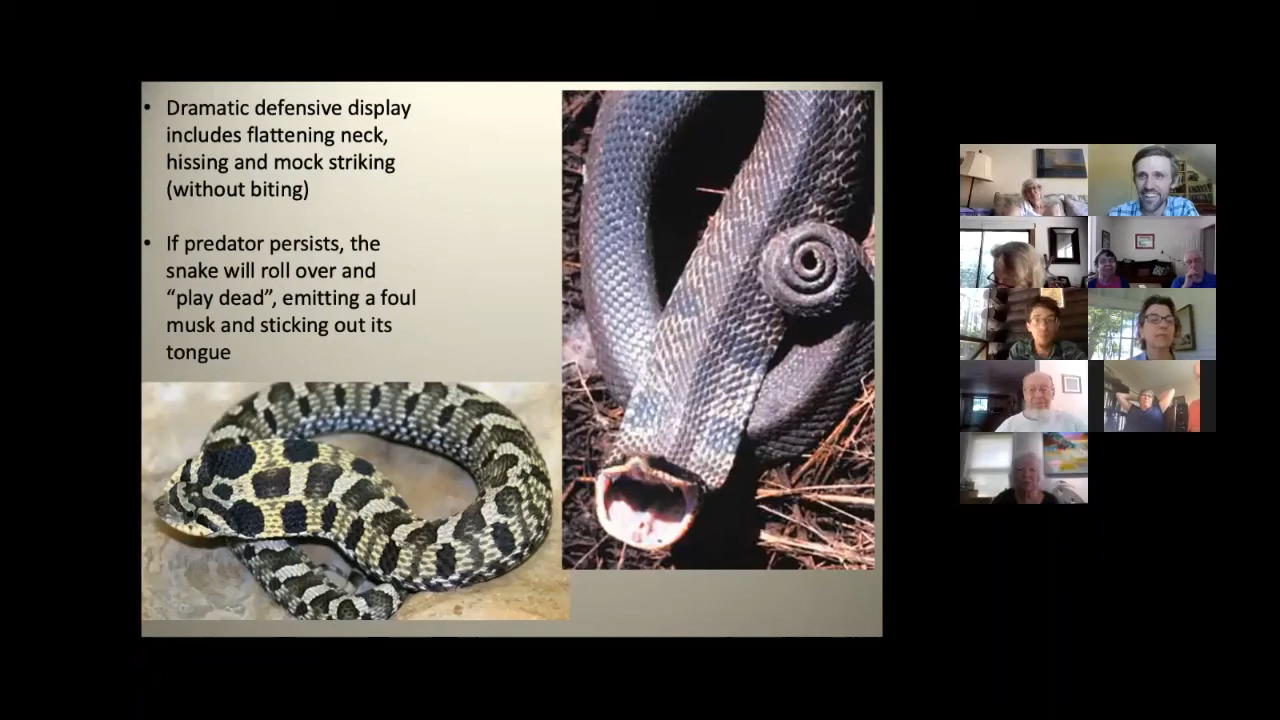 • Dramatic defensive display
includes flattening neck,
hissing and mock striking
(without biting)
• If predator persists, the
snake will roll over and
“play dead”, emitting a foul
musk and sticking out its
tongue